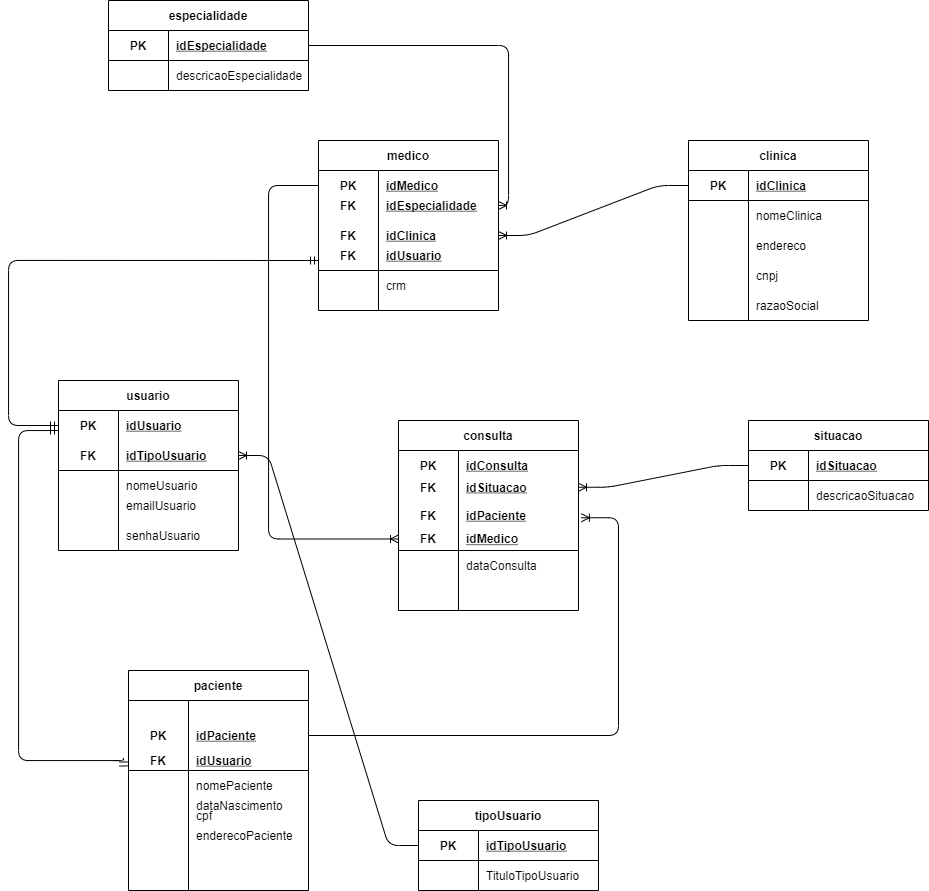 especialidade
PK idEspecialidade
descricaoEspecialidade
medico
PK idMedico
FK idEspecialidade
FK idClinica
FK idUsuario
crm
clinica
PK idClinica
nomeClinica
endereco
cnpj
razaoSocial
usuario
PK idUsuario
FK idTipoUsuario
nomeUsuario
emailUsuario
senhaUsuario
consulta
PK idConsulta
FK idSituacao
FK idPaciente
FK idMedico
dataConsulta
situacao
PK idSituacao
descricaoSituacao
paciente
PK idPaciente
FK idUsuario
nomePaciente
dataNascimento
cpf
enderecoPaciente
tipoUsuario
PK idTipoUsuario
TituloTipoUsuario